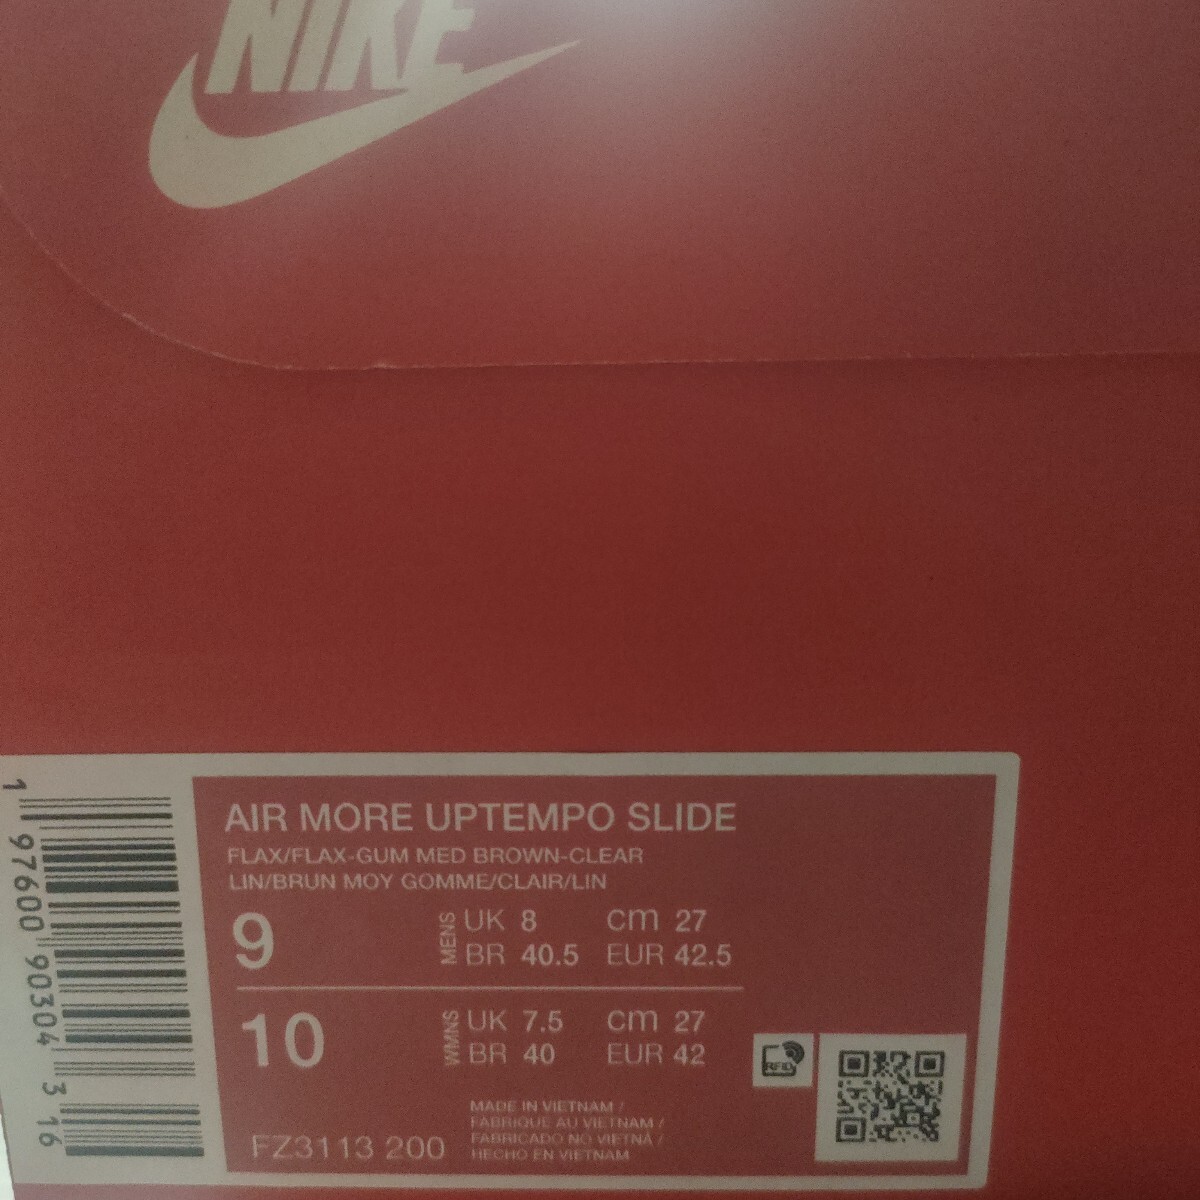 NIKE
AIR MORE UPTEMPO SLIDE
FLAX/FLAX-GUM MED BROWN-CLEAR
LIN/BRUN MOY GOMME/CLAIR/LIN
9 MENS UK 8 cm 27
BR 40.5 EUR 42.5
10 WMNS UK 7.5 cm 27
BR 40 EUR 42
RFID
FZ3113 200
MADE IN VIETNAM /
FABRIQUE AU VIETNAM /
FABRICADO NO VIETNÃ /
HECHO EN VIETNAM
1 97600 90304 3 16